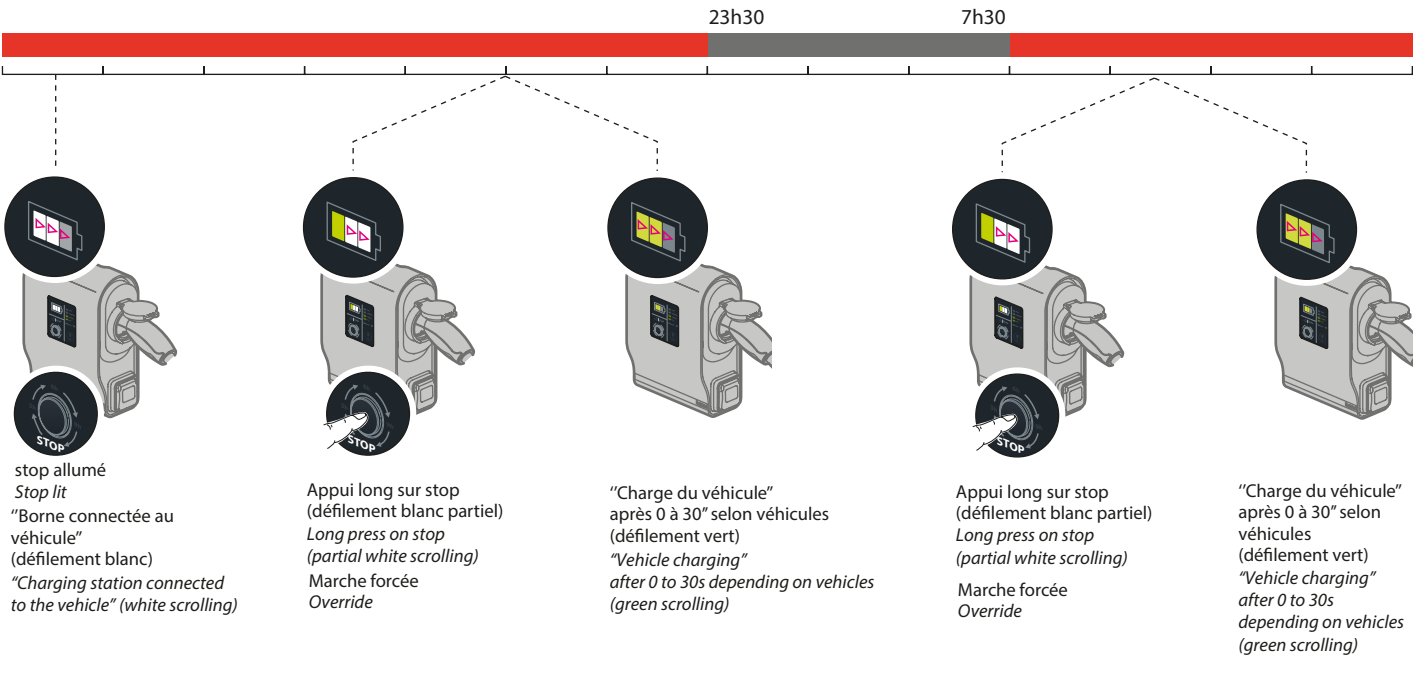 23h30
7h30
STOP
stop allumé
Stop lit
‘’Borne connectée au
véhicule’’
(défilement blanc)
“Charging station connected
to the vehicle” (white scrolling)
STOP
Appui long sur stop
(défilement blanc partiel)
Long press on stop
(partial white scrolling)
Marche forcée
Override
‘’Charge du véhicule’’
après 0 à 30’’ selon véhicules
(défilement vert)
“Vehicle charging”
after 0 to 30s depending on vehicles
(green scrolling)
STOP
Appui long sur stop
(défilement blanc partiel)
Long press on stop
(partial white scrolling)
Marche forcée
Override
‘’Charge du véhicule’’
après 0 à 30’’ selon
véhicules
(défilement vert)
“Vehicle charging”
after 0 to 30s
depending on vehicles
(green scrolling)